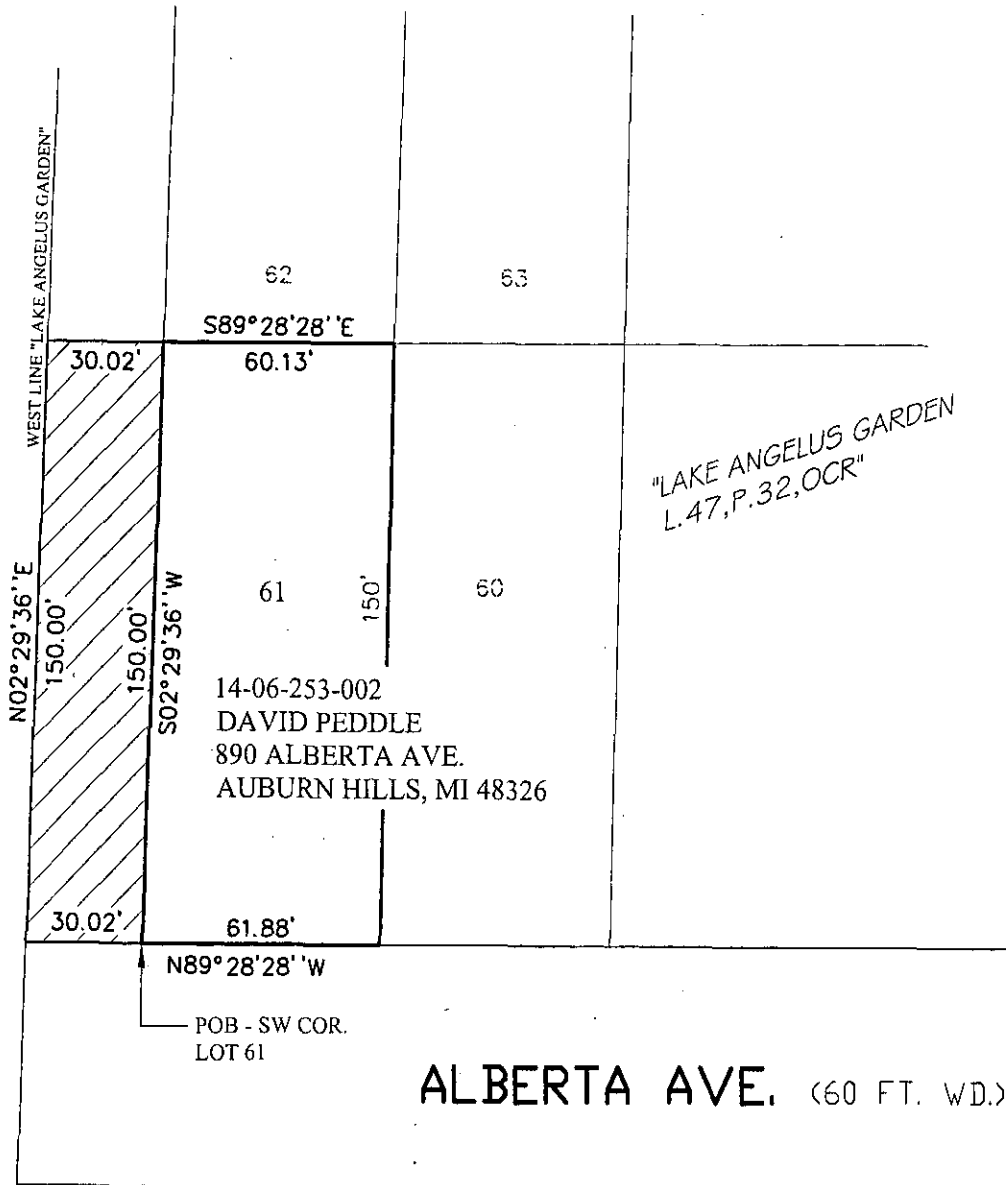 WEST LINE "LAKE ANGELUS GARDEN"
62
63
S89°28'28''E
30.02'
60.13'
"LAKE ANGELUS GARDEN
L.47,P.32,OCR"
N02°29'36''E
150.00'
150.00'
S02°29'36''W
61
150'
60
14-06-253-002
DAVID PEDDLE
890 ALBERTA AVE.
AUBURN HILLS, MI 48326
30.02'
61.88'
N89°28'28''W
POB - SW COR.
LOT 61
ALBERTA AVE. (60 FT. WD.)